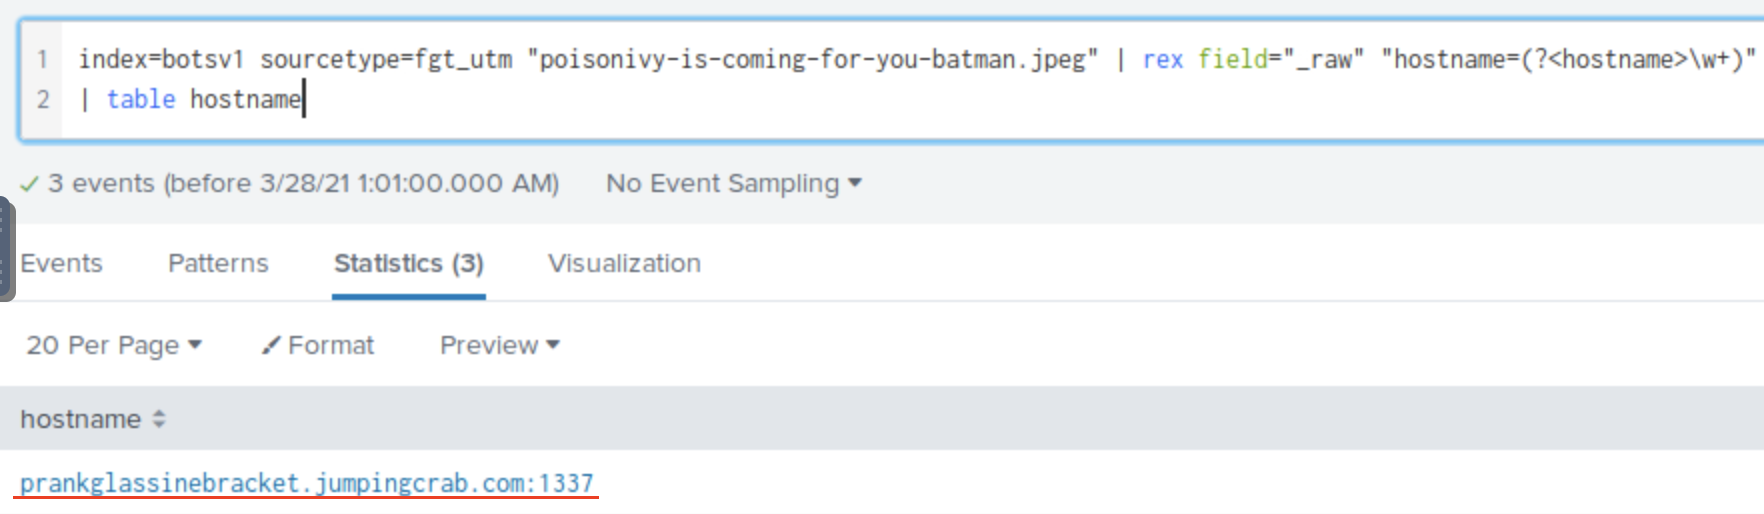 1 index=botsv1 sourcetype=fgt_utm "poisonivy-is-coming-for-you-batman.jpeg" | rex field="_raw" "hostname=(?<hostname>\w+)"
2 | table hostname
3 events (before 3/28/21 1:01:00.000 AM) No Event Sampling
Events Patterns Statistics (3) Visualization
20 Per Page Format Preview
hostname
prankglassinebracket.jumpingcrab.com:1337